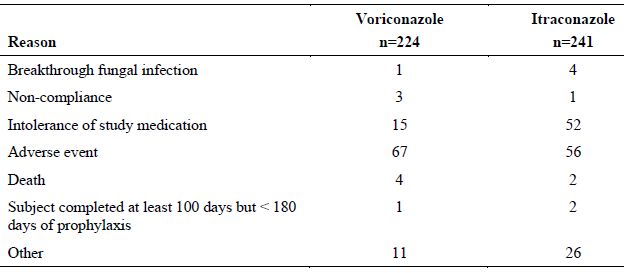 Voriconazole Itraconazole
Reason n=224 n=241
Breakthrough fungal infection 1 4
Non-compliance 3 1
Intolerance of study medication 15 52
Adverse event 67 56
Death 4 2
Subject completed at least 100 days but < 180 1 2
days of prophylaxis
Other 11 26